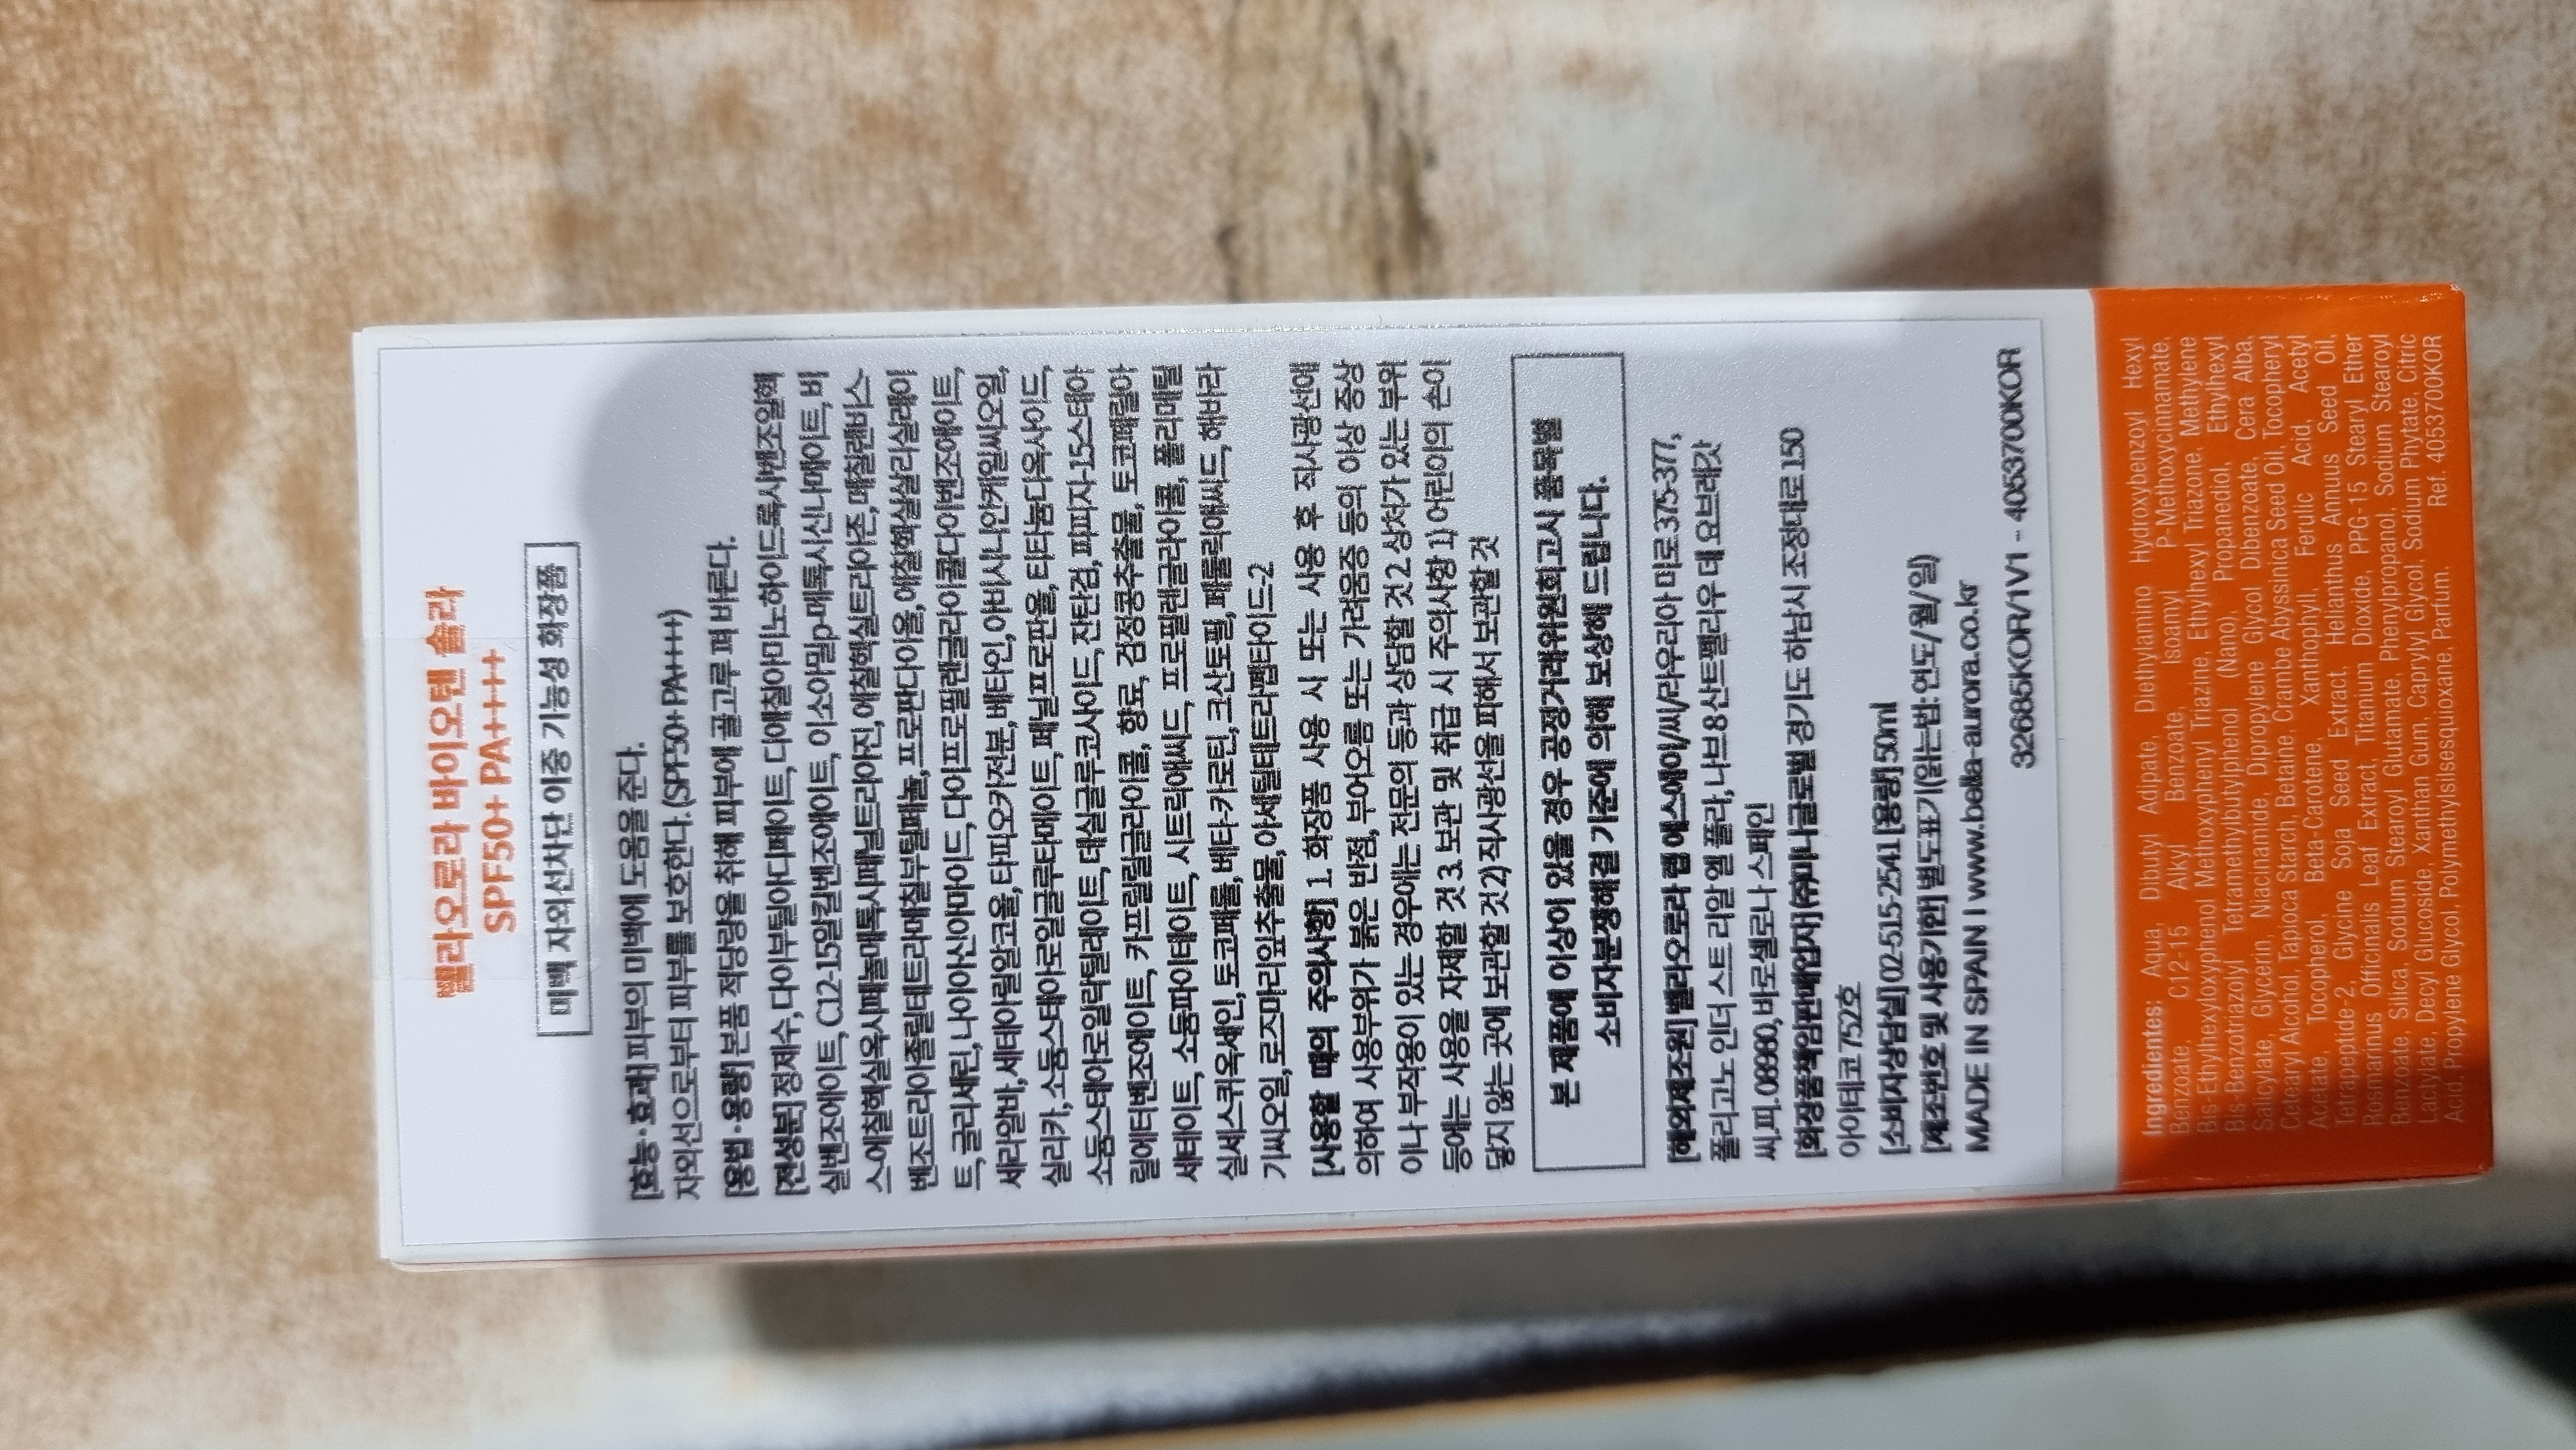 벨라오로라 바이오텐 솔라
SPF50+ PA++++
미백 자외선차단 이중 기능성 화장품
[효능·효과] 피부의 미백에 도움을 준다.
자외선으로부터 피부를 보호한다. (SPF50+ PA++++)
[용법·용량] 본품 적당량을 취해 피부에 골고루 펴 바른다.
[전성분] 정제수, 다이부틸아디페이트, 디에칠아미노하이드록시벤조일헥
실벤조에이트, C12-15알킬벤조에이트, 이소아밀p-메톡시신나메이트, 비
스-에칠헥실옥시페놀메톡시페닐트리아진, 에칠헥실트리아존, 메칠렌비스-
벤조트리아졸릴테트라메칠부틸페놀, 프로판다이올, 에칠헥실살리실레이
트, 글리세린, 나이아신아마이드, 다이프로필렌글라이콜다이벤조에이트,
세라알바, 세테아릴알코올, 타피오카전분, 베타인, 아비시니안케일씨오일,
실리카, 소듐스테아로일글루타메이트, 페닐프로판올, 티타늄다이옥사이드,
소듐스테아로일락틸레이트, 데실글루코사이드, 잔탄검, 피피지-15스테아
릴에터벤조에이트, 카프릴릴글라이콜, 향료, 검정콩추출물, 토코페릴아
세테이트, 소듐파이테이트, 시트릭애씨드, 프로필렌글라이콜, 폴리메틸
실세스퀴옥세인, 토코페롤, 베타-카로틴, 크산토필, 페룰릭애씨드, 해바라
기씨오일, 로즈마리잎추출물, 아세틸테트라펩타이드-2
[사용할 때의 주의사항] 1. 화장품 사용 시 또는 사용 후 직사광선에
의하여 사용부위가 붉은 반점, 부어오름 또는 가려움증 등의 이상 증상
이나 부작용이 있는 경우에는 전문의 등과 상담할 것 2. 상처가 있는 부위
등에는 사용을 자제할 것 3. 보관 및 취급 시 주의사항 1) 어린이의 손이
닿지 않는 곳에 보관할 것 2) 직사광선을 피해서 보관할 것
본 제품에 이상이 있을 경우 공정거래위원회고시 품목별
소비자분쟁해결 기준에 의해 보상해 드립니다.
[해외제조원] 벨라오로라 랩 에스에이/씨/라우리아 미로 375-377,
폴리고노 인더스트리알 엘 플라, 나브 8 산트펠리우 데 요브레갓
씨.피. 08980, 바로셀로나 스페인
[화장품책임판매업자] (주)미나글로벌 경기도 하남시 조정대로 150
아이테코 752호
[소비자상담실] 02-515-2541 [용량] 50ml
[제조번호 및 사용기한] 별도표기(읽는법:연도/월/일)
MADE IN SPAIN I www.bella-aurora.co.kr
32685KOR/1V1 - 4053700KOR
Ingredientes: Aqua, Dibutyl Adipate, Diethylamino Hydroxybenzoyl Hexyl
Benzoate, C12-15 Alkyl Benzoate, Isoamyl P-Methoxycinnamate,
Bis-Ethylhexyloxyphenol Methoxyphenyl Triazine, Ethylhexyl Triazone, Methylene
Bis-Benzotriazolyl Tetramethylbutylphenol (Nano), Propanediol, Ethylhexyl
Salicylate, Glycerin, Niacinamide, Dipropylene Glycol Dibenzoate, Cera Alba,
Cetearyl Alcohol, Tapioca Starch, Betaine, Crambe Abyssinica Seed Oil, Tocopheryl
Acetate, Tocopherol, Beta-Carotene, Xanthophyll, Ferulic Acid, Acetyl
Tetrapeptide-2, Glycine Soja Seed Extract, Helianthus Annuus Seed Oil,
Rosmarinus Officinalis Leaf Extract, Titanium Dioxide, PPG-15 Stearyl Ether
Benzoate, Silica, Sodium Stearoyl Glutamate, Phenylpropanol, Sodium Stearoyl
Lactylate, Decyl Glucoside, Xanthan Gum, Caprylyl Glycol, Sodium Phytate, Citric
Acid, Propylene Glycol, Polymethylsilsesquioxane, Parfum.
Ref. 4053700KOR